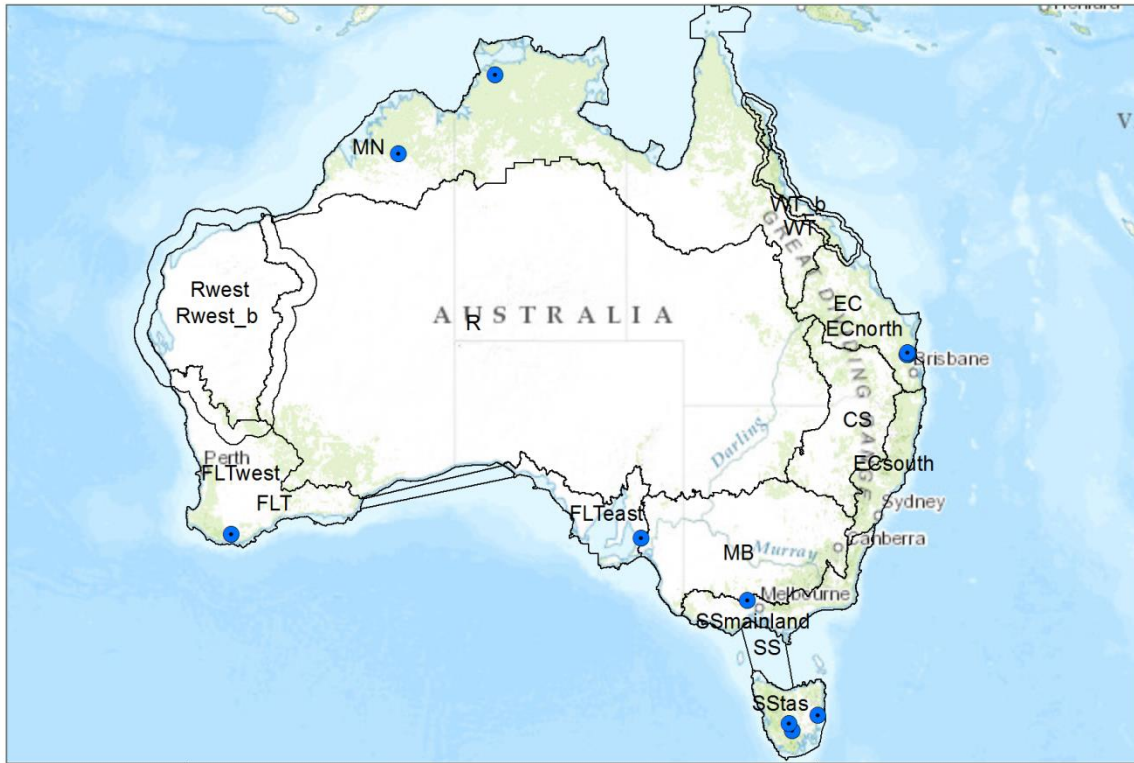 MN
WT_b
WT
GREAT DIVIDING RANGE
Rwest
Rwest_b
EC
AUSTRALIA
R
ECnorth
Brisbane
CS
Darling
Perth
FLTwest
ECsouth
FLT
Sydney
FLTeast
Canberra
MB
Murray
Melbourne
SSmainland
SS
SStas
V